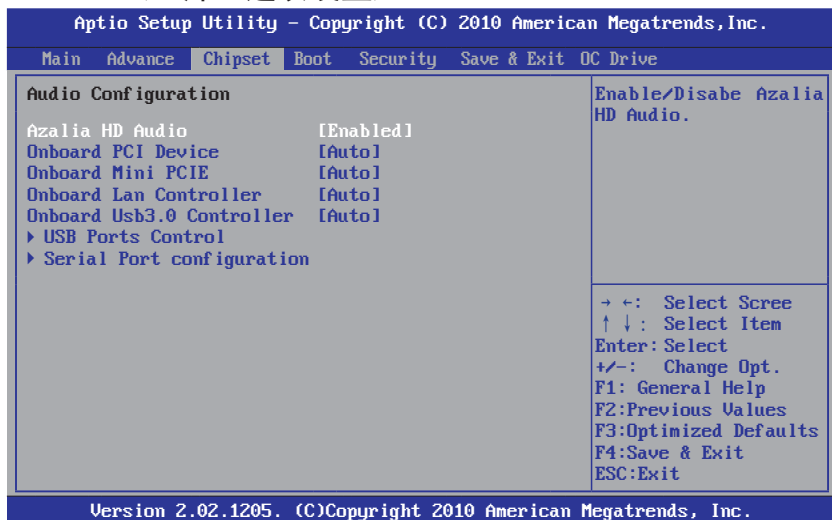 Aptio Setup Utility – Copyright (C) 2010 American Megatrends,Inc.
Main Advance Chipset Boot Security Save & Exit OC Drive
Audio Configuration
Azalia HD Audio [Enabled]
Onboard PCI Device [Auto]
Onboard Mini PCIE [Auto]
Onboard Lan Controller [Auto]
Onboard Usb3.0 Controller [Auto]
▶ USB Ports Control
▶ Serial Port configuration
Enable/Disabe Azalia
HD Audio.
→ ←: Select Scree
↑ ↓: Select Item
Enter: Select
+/-: Change Opt.
F1: General Help
F2:Previous Values
F3:Optimized Defaults
F4:Save & Exit
ESC:Exit
Version 2.02.1205. (C)Copyright 2010 American Megatrends, Inc.